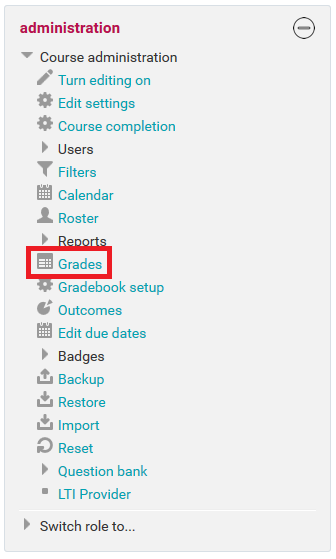 administration
Course administration
Turn editing on
Edit settings
Course completion
Users
Filters
Calendar
Roster
Reports
Grades
Gradebook setup
Outcomes
Edit due dates
Badges
Backup
Restore
Import
Reset
Question bank
LTI Provider
Switch role to...